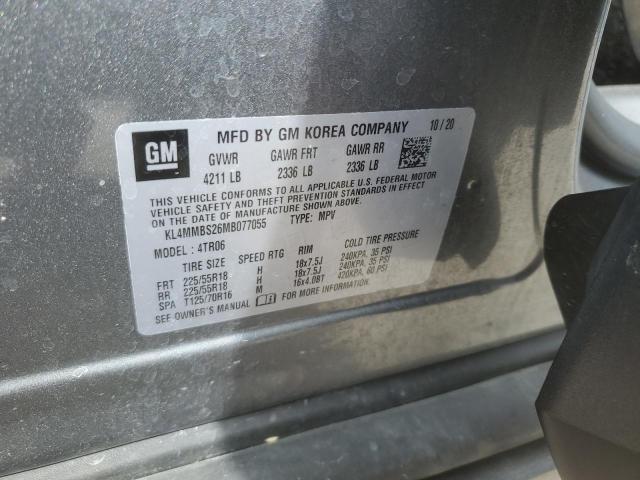 GM
MFD BY GM KOREA COMPANY 10/20
GVWR GAWR FRT GAWR RR
4211 LB 2336 LB 2336 LB
THIS VEHICLE CONFORMS TO ALL APPLICABLE U.S. FEDERAL MOTOR
VEHICLE SAFETY AND THEFT PREVENTION STANDARDS IN EFFECT ON
THE DATE OF MANUFACTURE SHOWN ABOVE.
KL4MMBS26MB077055 TYPE: MPV
MODEL: 4TR06
TIRE SIZE SPEED RTG RIM COLD TIRE PRESSURE
FRT 225/55R18 H 18x7.5J 240KPA, 35 PSI
RR 225/55R18 H 18x7.5J 240KPA, 35 PSI
SPA T125/70R16 M 16x4.0BT 420KPA, 60 PSI
SEE OWNER'S MANUAL FOR MORE INFORMATION.